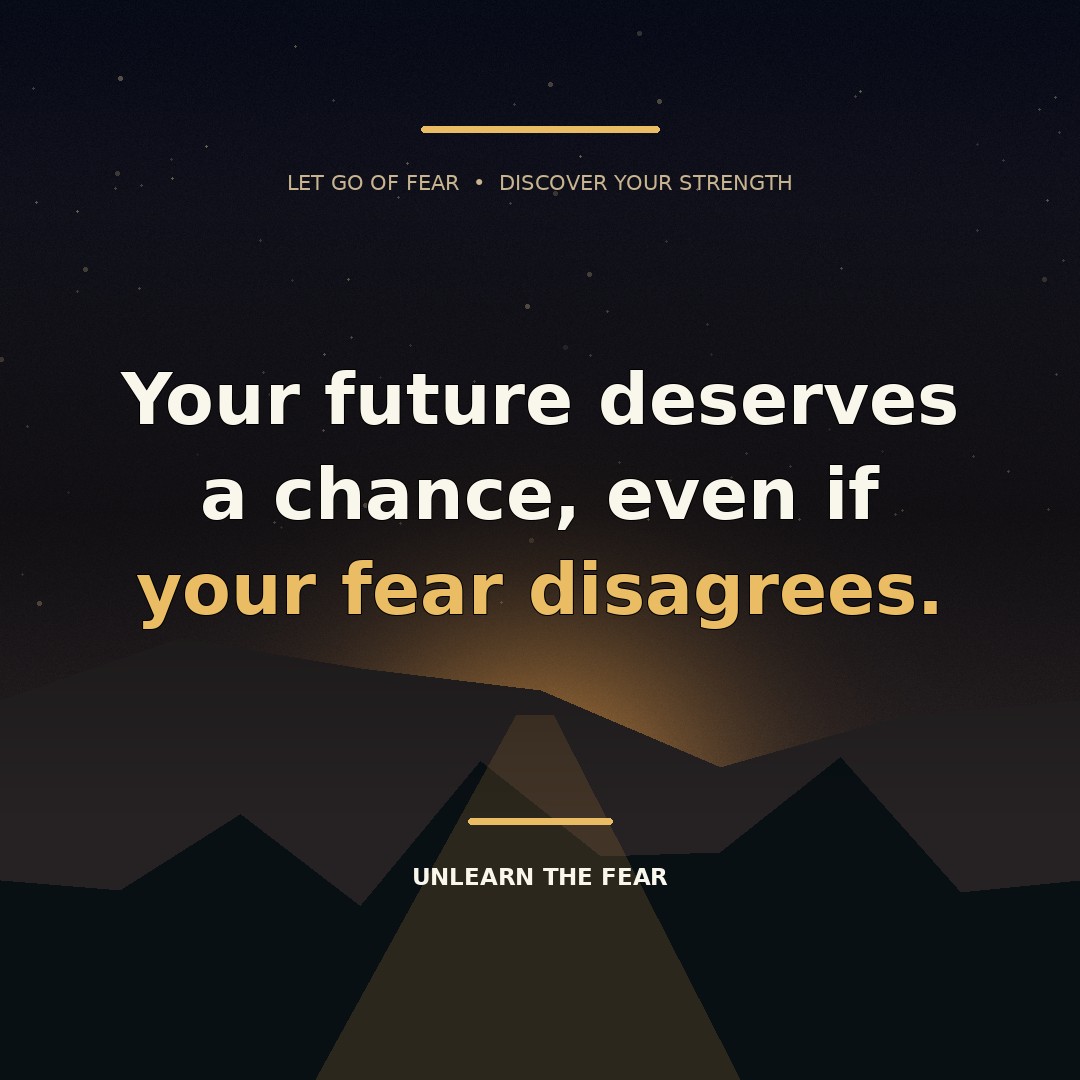 LET GO OF FEAR • DISCOVER YOUR STRENGTH
Your future deserves
a chance, even if
your fear disagrees.
UNLEARN THE FEAR